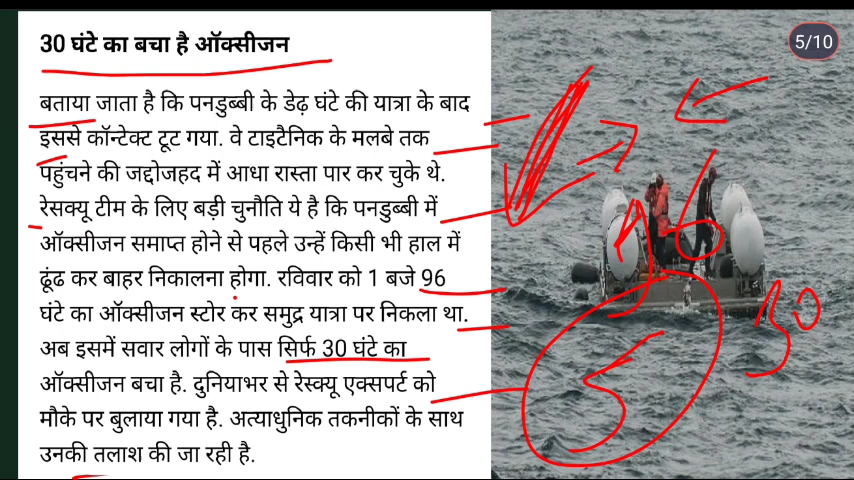 30 घंटे का बचा है ऑक्सीजन
बताया जाता है कि पनडुब्बी के डेढ़ घंटे की यात्रा के बाद
इससे कॉन्टेक्ट टूट गया. वे टाइटैनिक के मलबे तक
पहुंचने की जद्दोजहद में आधा रास्ता पार कर चुके थे.
रेसक्यू टीम के लिए बड़ी चुनौति ये है कि पनडुब्बी में
ऑक्सीजन समाप्त होने से पहले उन्हें किसी भी हाल में
ढूंढ कर बाहर निकालना होगा. रविवार को 1 बजे 96
घंटे का ऑक्सीजन स्टोर कर समुद्र यात्रा पर निकला था.
अब इसमें सवार लोगों के पास सिर्फ 30 घंटे का
ऑक्सीजन बचा है. दुनियाभर से रेस्क्यू एक्सपर्ट को
मौके पर बुलाया गया है. अत्याधुनिक तकनीकों के साथ
उनकी तलाश की जा रही है.
5/10
96
30
5